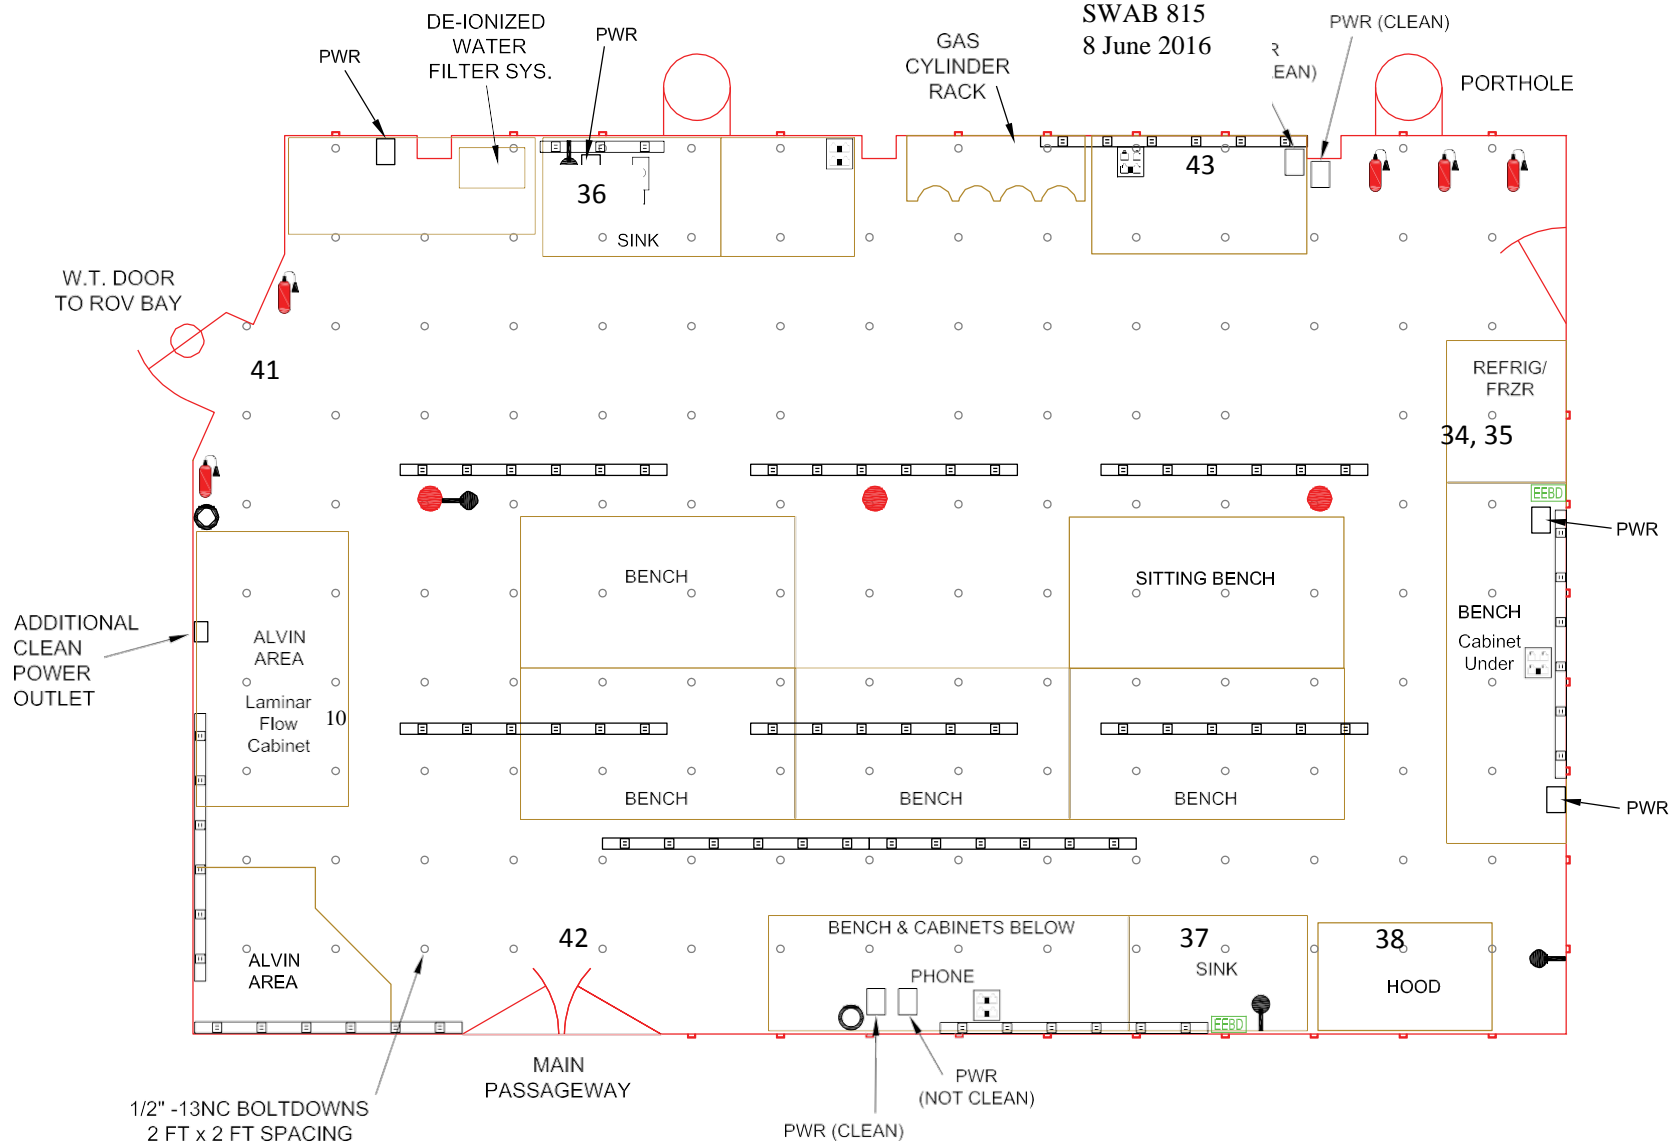 SWAB 815
8 June 2016
DE-IONIZED
WATER
FILTER SYS.
PWR
PWR
GAS
CYLINDER
RACK
PWR (CLEAN)
R
EAN)
PORTHOLE
36
SINK
43
W.T. DOOR
TO ROV BAY
41
REFRIG/
FRZR
34, 35
EEBD
PWR
BENCH
SITTING BENCH
BENCH
Cabinet
Under
ADDITIONAL
CLEAN
POWER
OUTLET
ALVIN
AREA
Laminar
Flow
Cabinet
10
BENCH
BENCH
BENCH
PWR
42
BENCH & CABINETS BELOW
PHONE
37
SINK
38
HOOD
EEBD
ALVIN
AREA
MAIN
PASSAGEWAY
PWR
(NOT CLEAN)
PWR (CLEAN)
1/2" -13NC BOLTDOWNS
2 FT x 2 FT SPACING